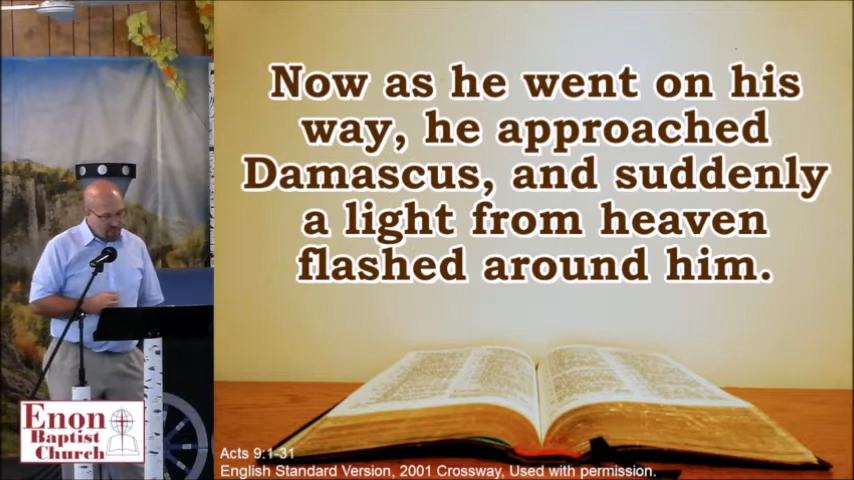 Now as he went on his
way, he approached
Damascus, and suddenly
a light from heaven
flashed around him.
Enon
Baptist
Church
Acts 9:1-31
English Standard Version, 2001 Crossway, Used with permission.